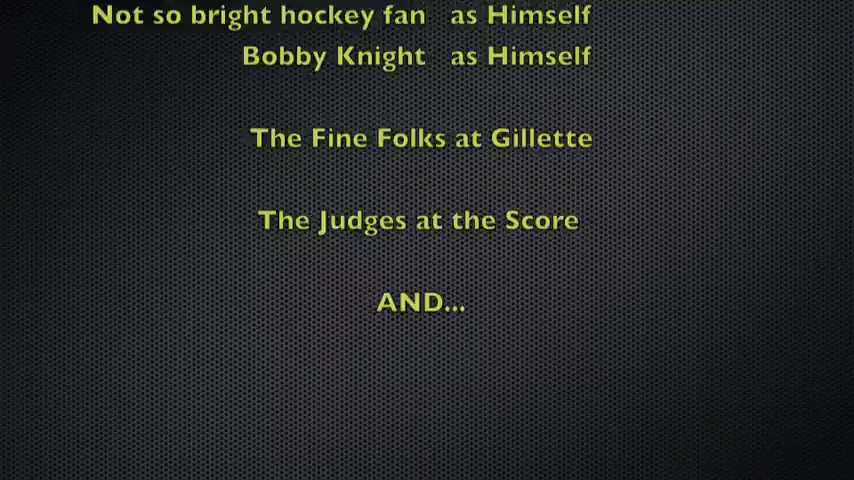 Not so bright hockey fan as Himself
Bobby Knight as Himself
The Fine Folks at Gillette
The Judges at the Score
AND...